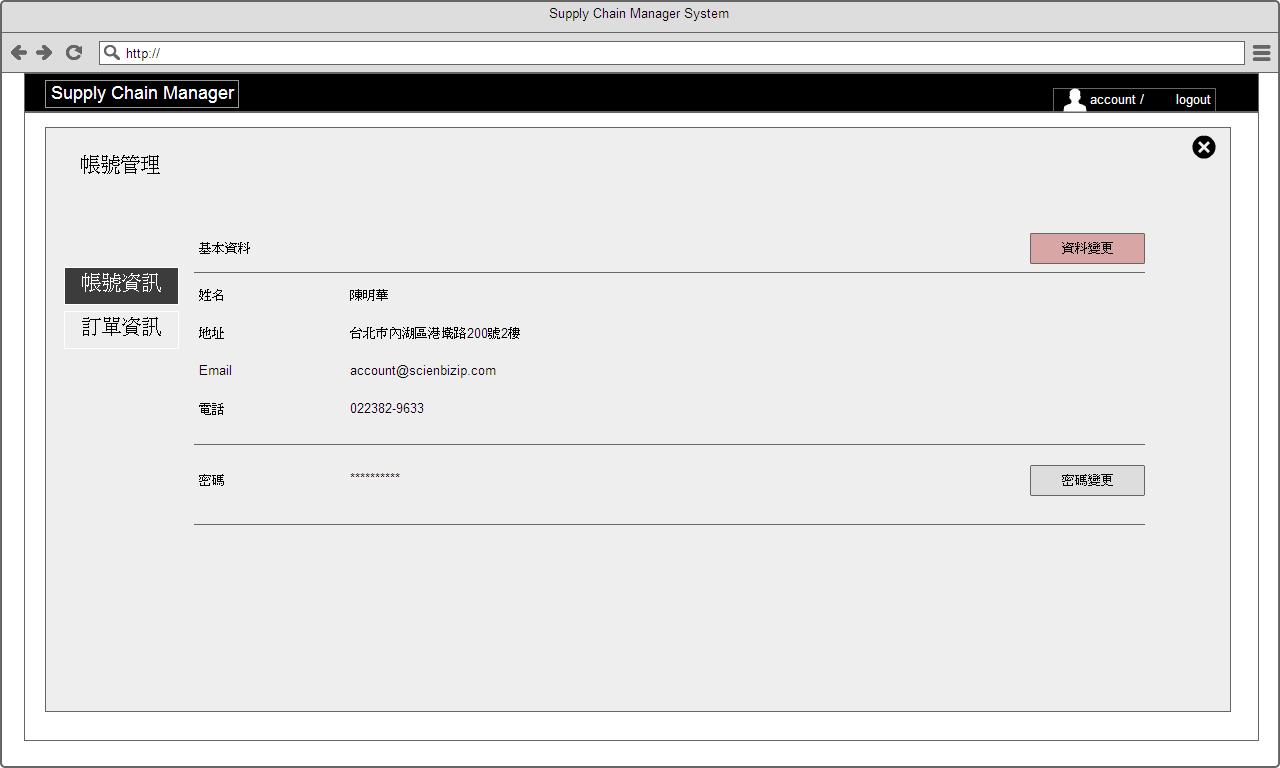 Supply Chain Manager System
http://
Supply Chain Manager
account / logout
帳號管理
基本資料
資料變更
帳號資訊
訂單資訊
姓名 陳明華
地址 台北市內湖區港墘路200號2樓
Email account@scienbizip.com
電話 022382-9633
密碼 **********
密碼變更